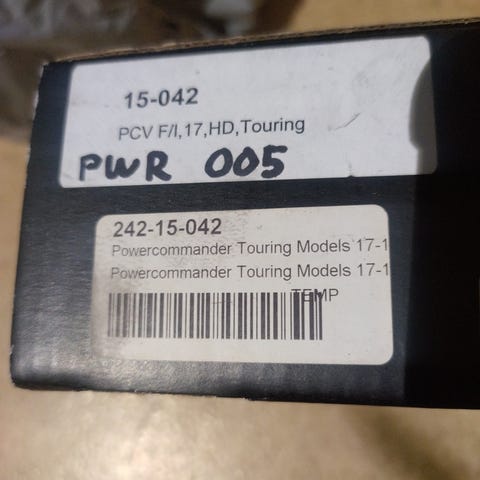 15-042
PCV F/I,17,HD,Touring
PWR 005
242-15-042
Powercommander Touring Models 17-1
Powercommander Touring Models 17-1
TEMP